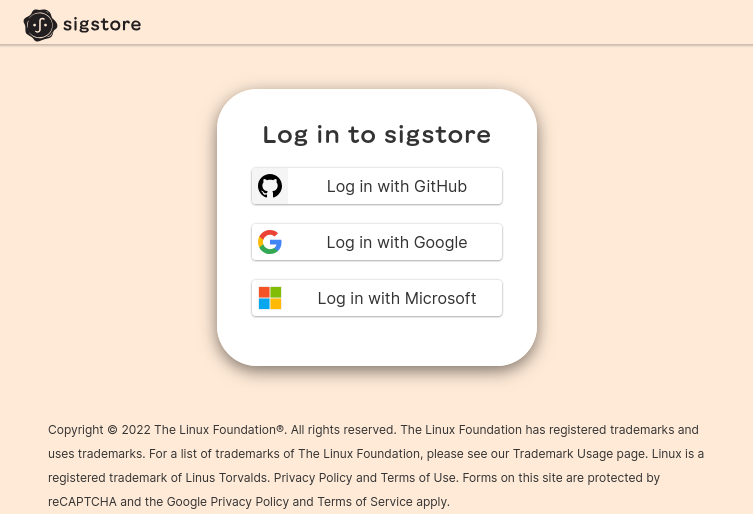 sigstore
Log in to sigstore
Log in with GitHub
Log in with Google
Log in with Microsoft
Copyright © 2022 The Linux Foundation®. All rights reserved. The Linux Foundation has registered trademarks and
uses trademarks. For a list of trademarks of The Linux Foundation, please see our Trademark Usage page. Linux is a
registered trademark of Linus Torvalds. Privacy Policy and Terms of Use. Forms on this site are protected by
reCAPTCHA and the Google Privacy Policy and Terms of Service apply.